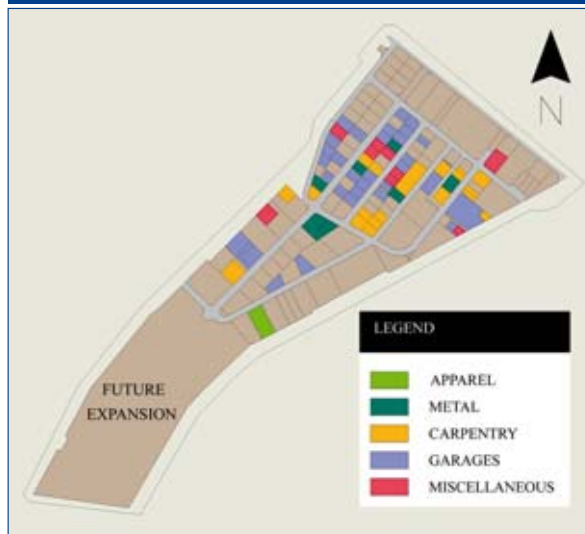 N
FUTURE
EXPANSION
LEGEND
APPAREL
METAL
CARPENTRY
GARAGES
MISCELLANEOUS